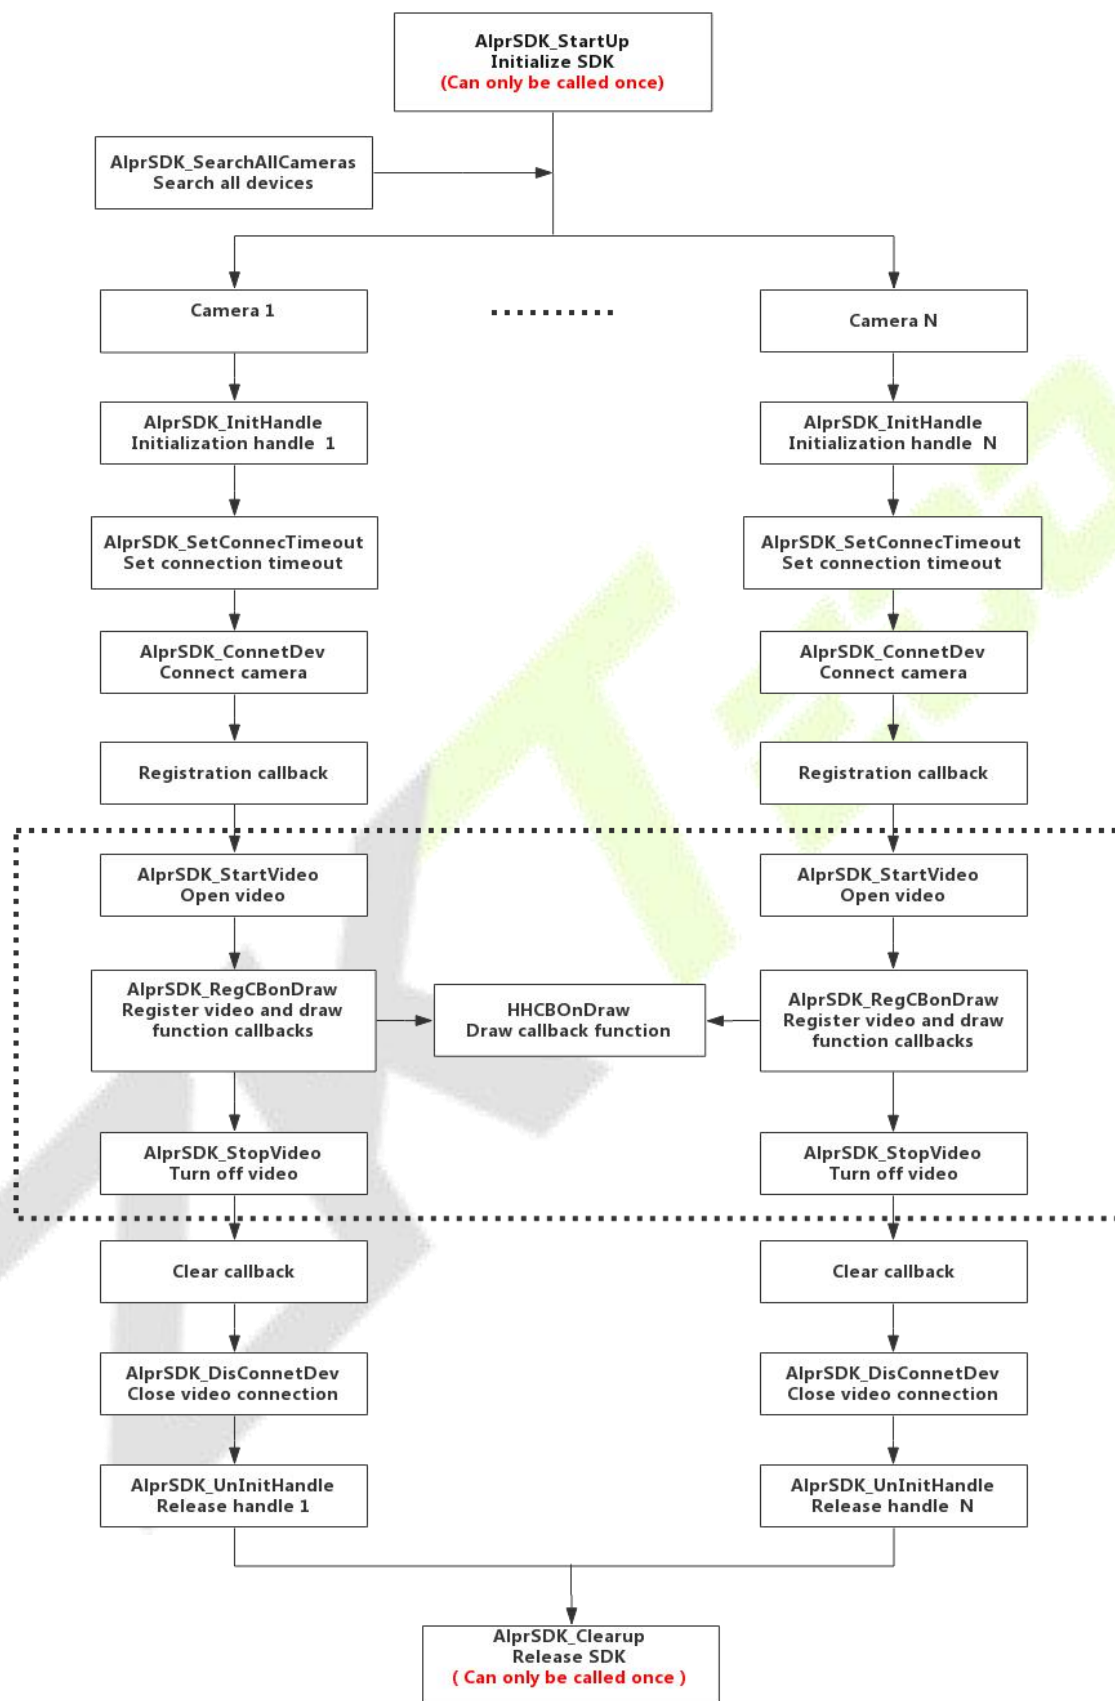 AlprSDK_StartUp
Initialize SDK
(Can only be called once)
AlprSDK_SearchAllCameras
Search all devices
Camera 1
Camera N
AlprSDK_InitHandle
Initialization handle 1
AlprSDK_InitHandle
Initialization handle N
AlprSDK_SetConnecTimeout
Set connection timeout
AlprSDK_SetConnecTimeout
Set connection timeout
AlprSDK_ConnetDev
Connect camera
AlprSDK_ConnetDev
Connect camera
Registration callback
Registration callback
AlprSDK_StartVideo
Open video
AlprSDK_StartVideo
Open video
AlprSDK_RegCBonDraw
Register video and draw
function callbacks
HHCBOnDraw
Draw callback function
AlprSDK_RegCBonDraw
Register video and draw
function callbacks
AlprSDK_StopVideo
Turn off video
AlprSDK_StopVideo
Turn off video
Clear callback
Clear callback
AlprSDK_DisConnetDev
Close video connection
AlprSDK_DisConnetDev
Close video connection
AlprSDK_UnInitHandle
Release handle 1
AlprSDK_UnInitHandle
Release handle N
AlprSDK_Clearup
Release SDK
( Can only be called once )